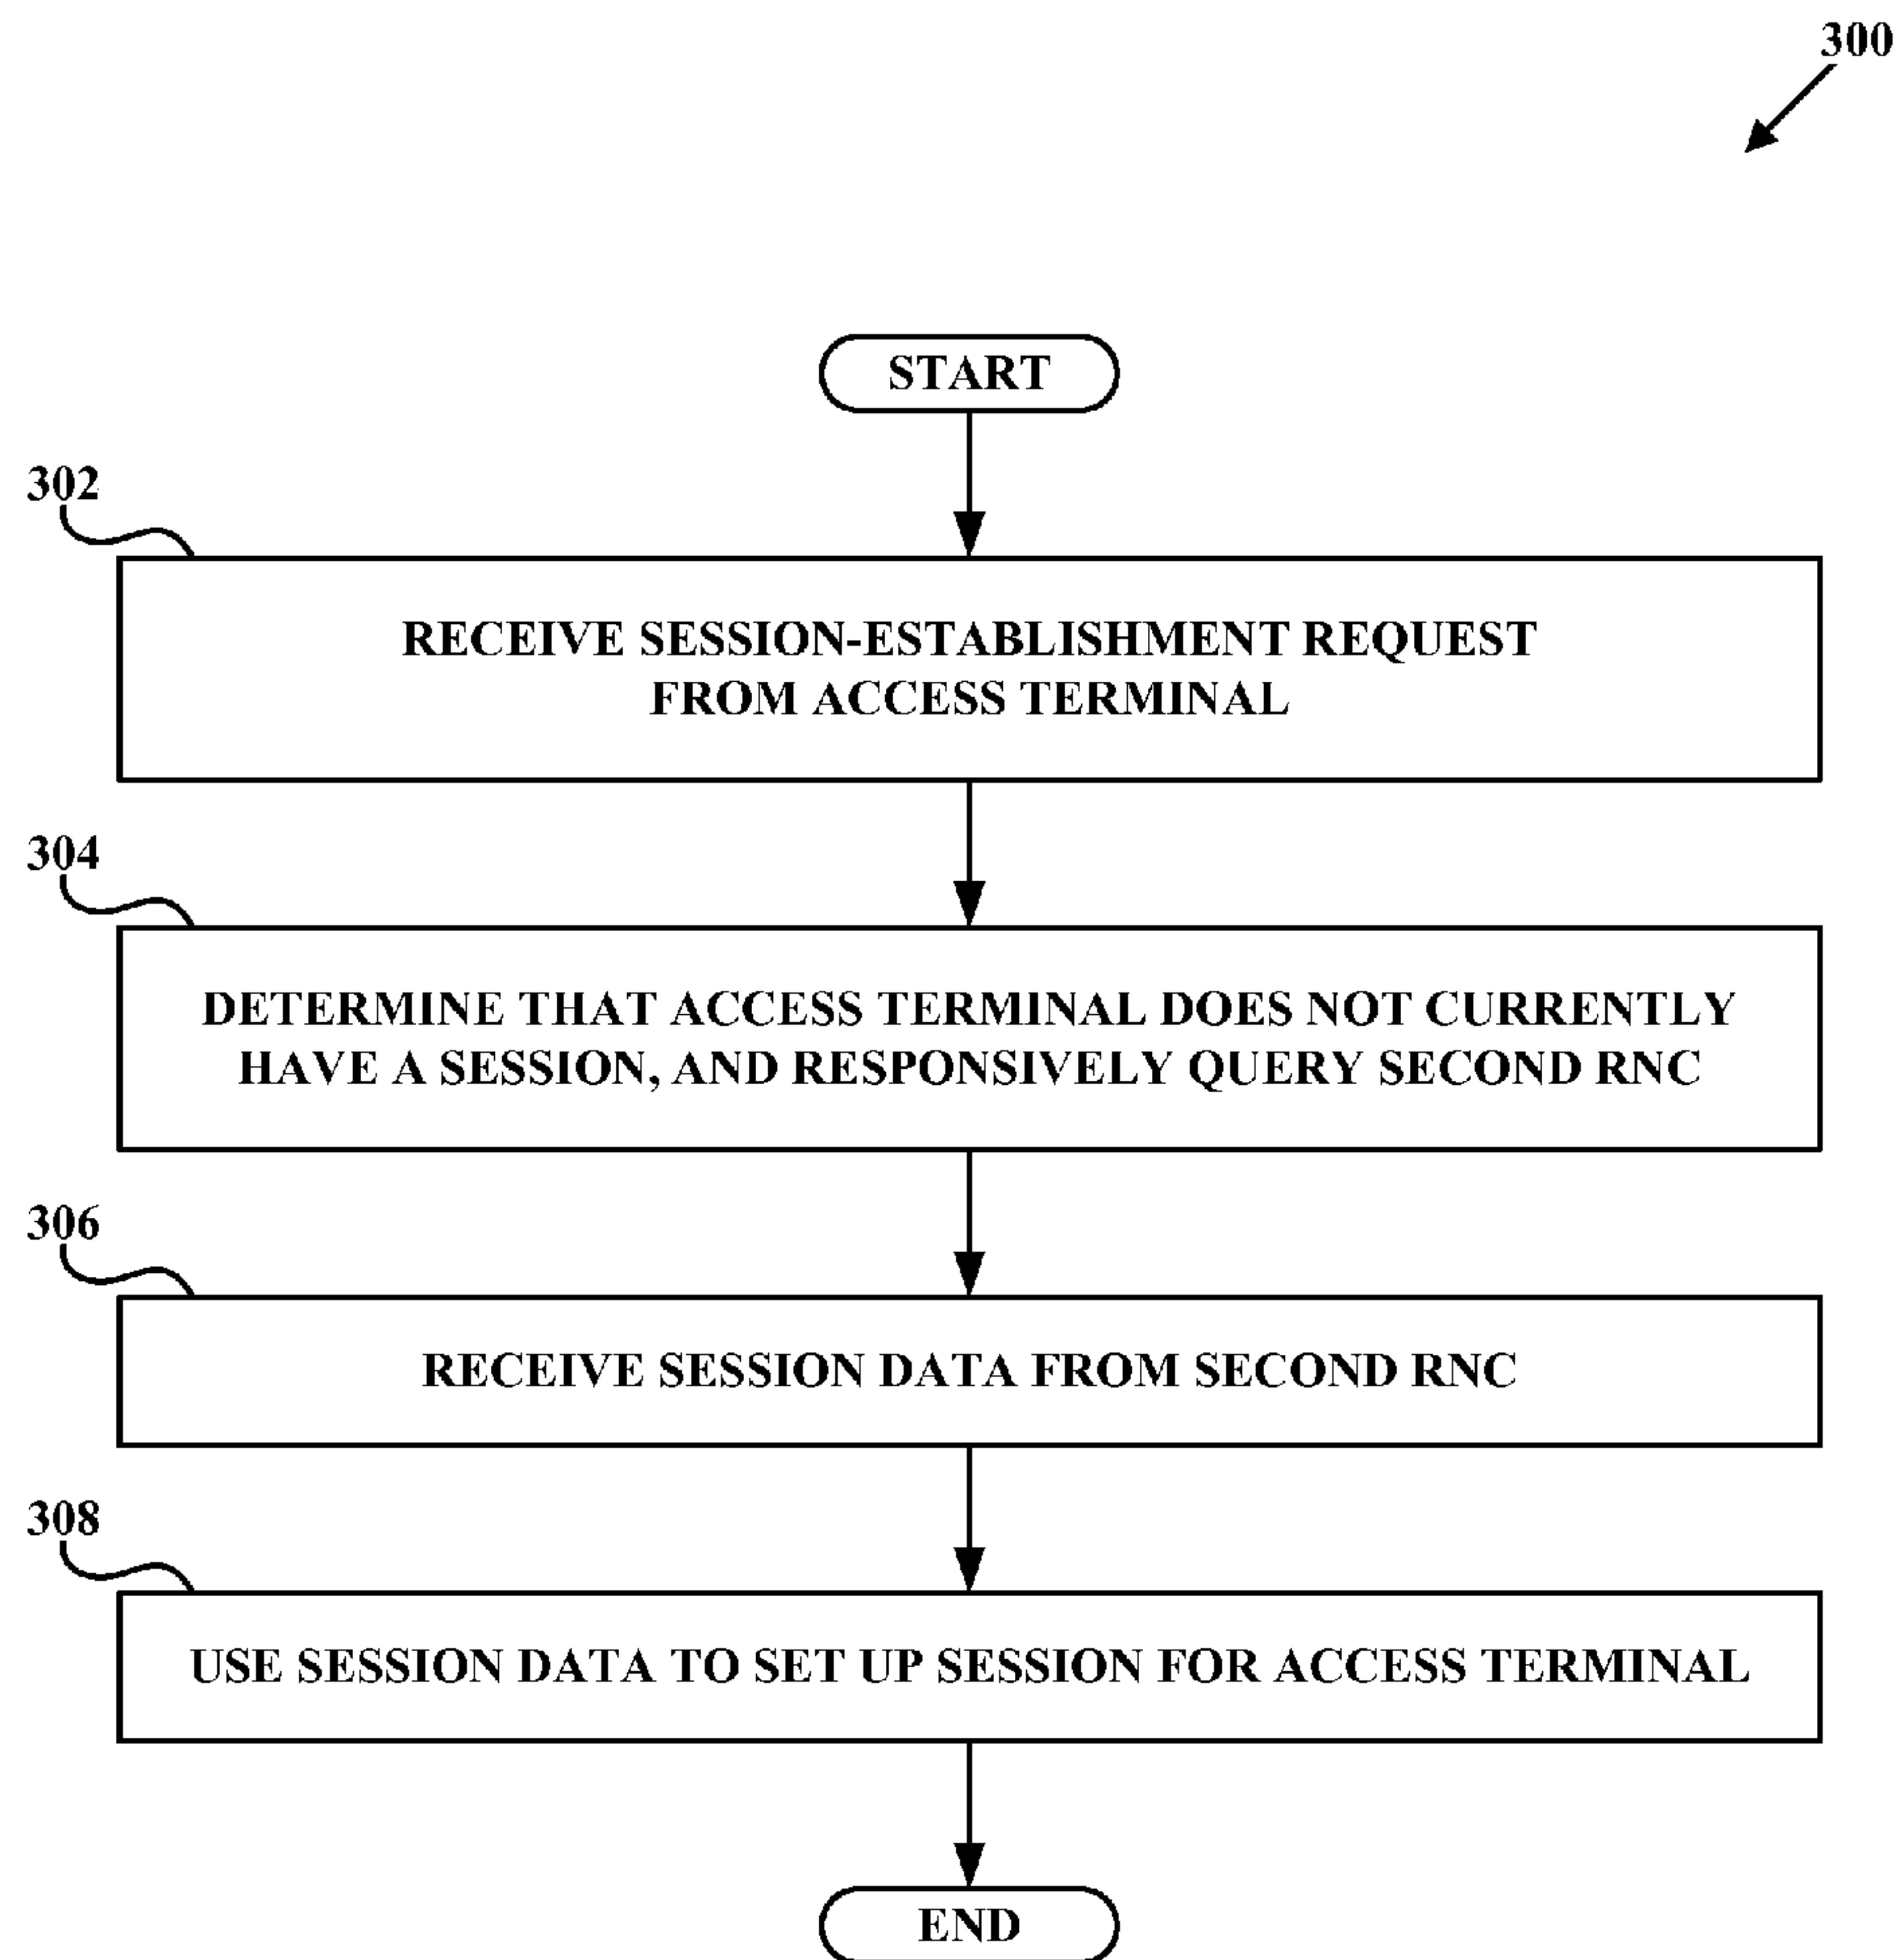 300
START
302
RECEIVE SESSION-ESTABLISHMENT REQUEST
FROM ACCESS TERMINAL
304
DETERMINE THAT ACCESS TERMINAL DOES NOT CURRENTLY
HAVE A SESSION, AND RESPONSIVELY QUERY SECOND RNC
306
RECEIVE SESSION DATA FROM SECOND RNC
308
USE SESSION DATA TO SET UP SESSION FOR ACCESS TERMINAL
END